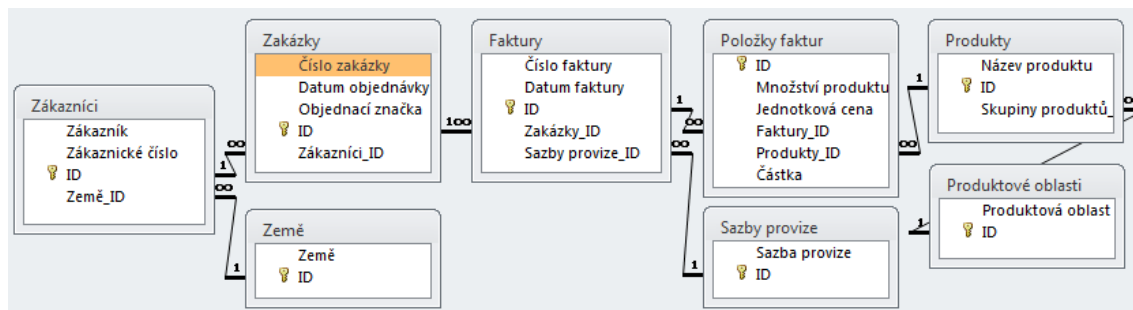 Zákazníci
Zákazník
Zákaznické číslo
ID
Země_ID
1
∞
Zakázky
Číslo zakázky
Datum objednávky
Objednací značka
ID
Zákazníci_ID
∞
1
Země
Země
ID
1
1∞
Faktury
Číslo faktury
Datum faktury
ID
Zakázky_ID
Sazby provize_ID
1
∞
∞
1
Položky faktur
ID
Množství produktu
Jednotková cena
Faktury_ID
Produkty_ID
Částka
1
∞
Sazby provize
Sazba provize
ID
Produkty
Název produktu
ID
Skupiny produktů_
∞
1
Produktové oblasti
Produktová oblast
ID